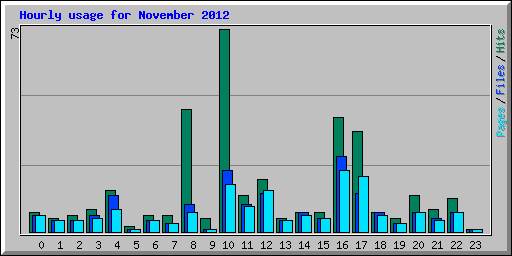 Hourly usage for November 2012
73
Pages/Files/Hits
0 1 2 3 4 5 6 7 8 9 10 11 12 13 14 15 16 17 18 19 20 21 22 23